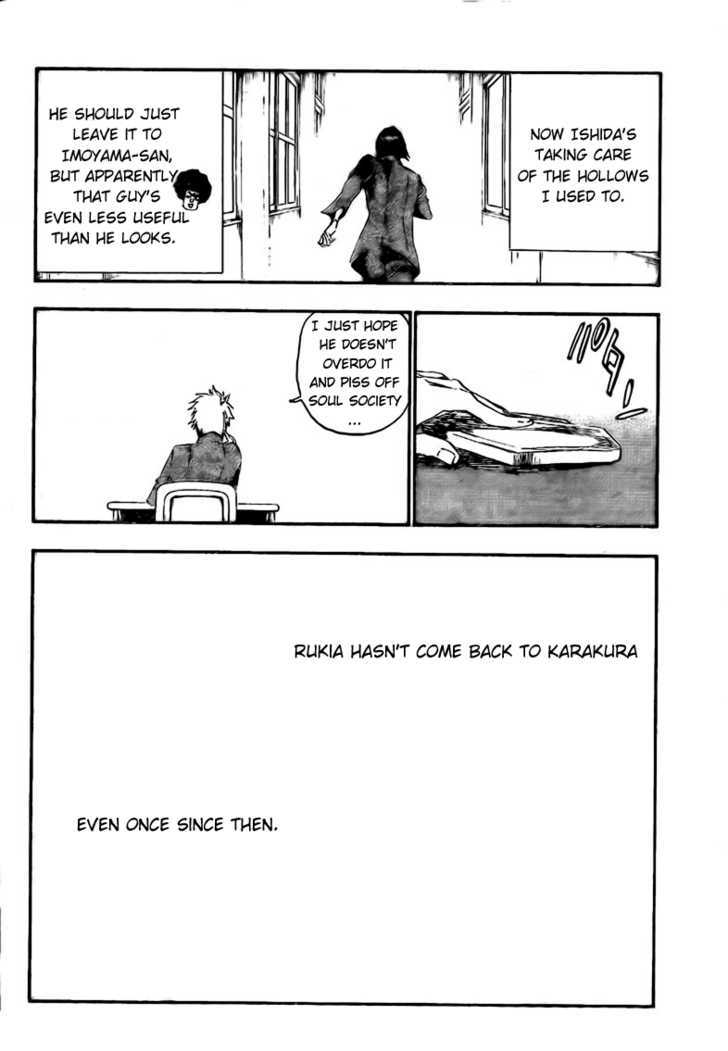 NOW ISHIDA'S
TAKING CARE
OF THE HOLLOWS
I USED TO.
HE SHOULD JUST
LEAVE IT TO
IMOYAMA-SAN,
BUT APPARENTLY
THAT GUY'S
EVEN LESS USEFUL
THAN HE LOOKS.
I JUST HOPE
HE DOESN'T
OVERDO IT
AND PISS OFF
SOUL SOCIETY
...
RUKIA HASN'T COME BACK TO KARAKURA
EVEN ONCE SINCE THEN.